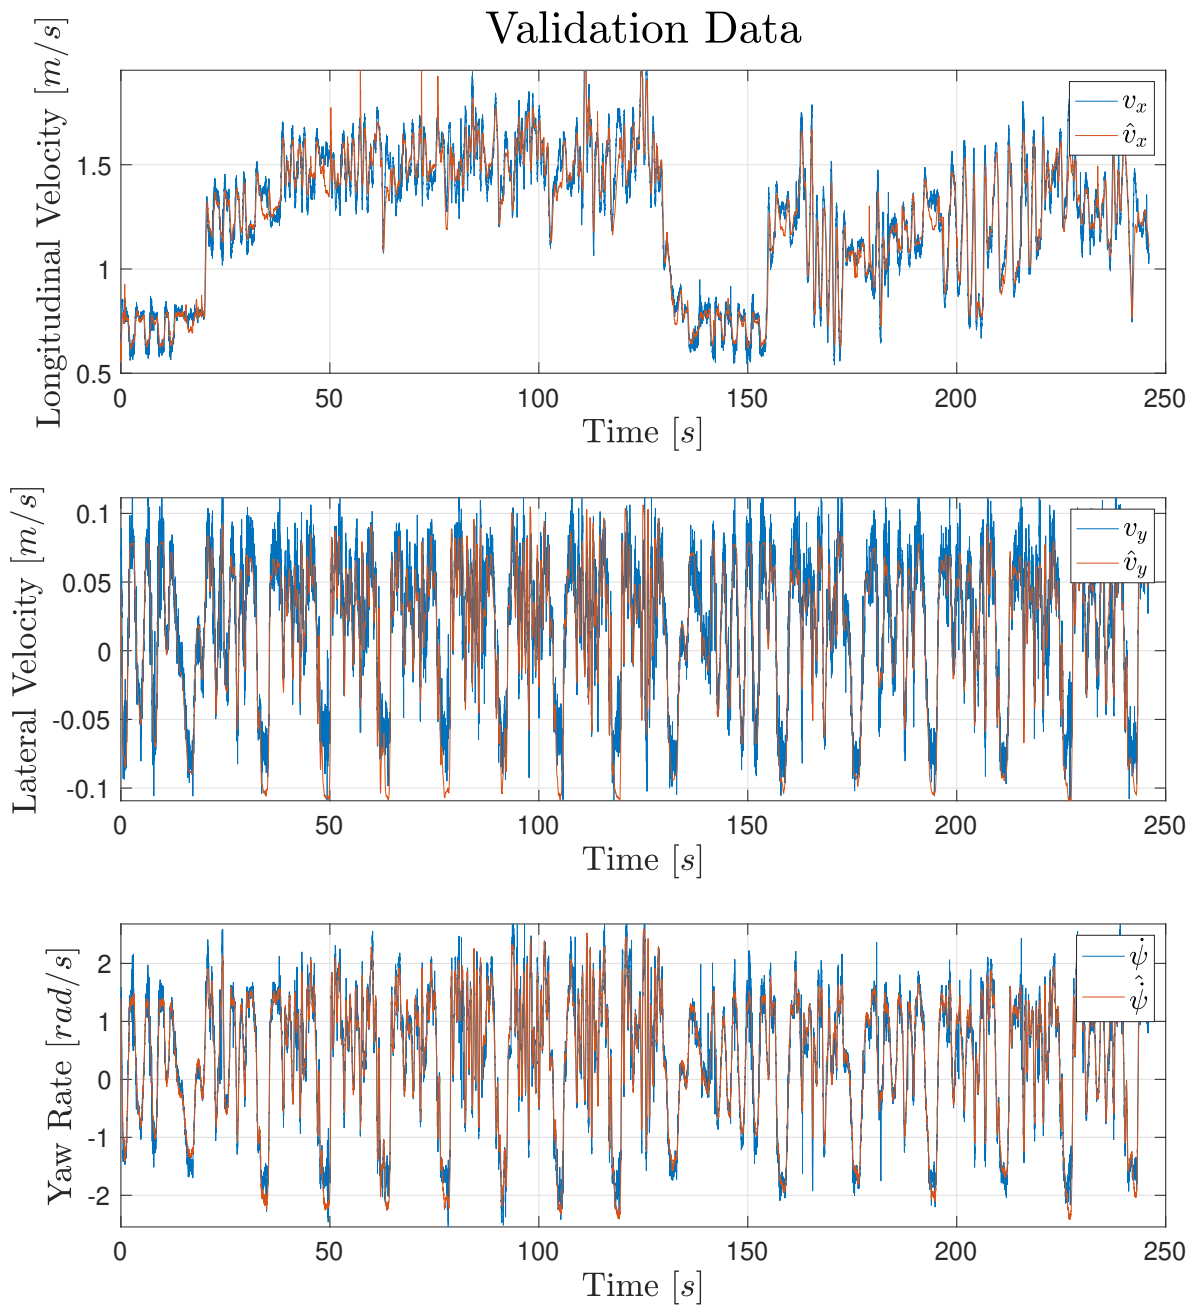 Validation Data
Longitudinal Velocity [m/s]
1.5
1
0.5
v_x
v̂_x
0 50 100 150 200 250
Time [s]
Lateral Velocity [m/s]
0.1
0.05
0
-0.05
-0.1
v_y
v̂_y
0 50 100 150 200 250
Time [s]
Yaw Rate [rad/s]
2
1
0
-1
-2
ψ̇
ψ̇̂
0 50 100 150 200 250
Time [s]